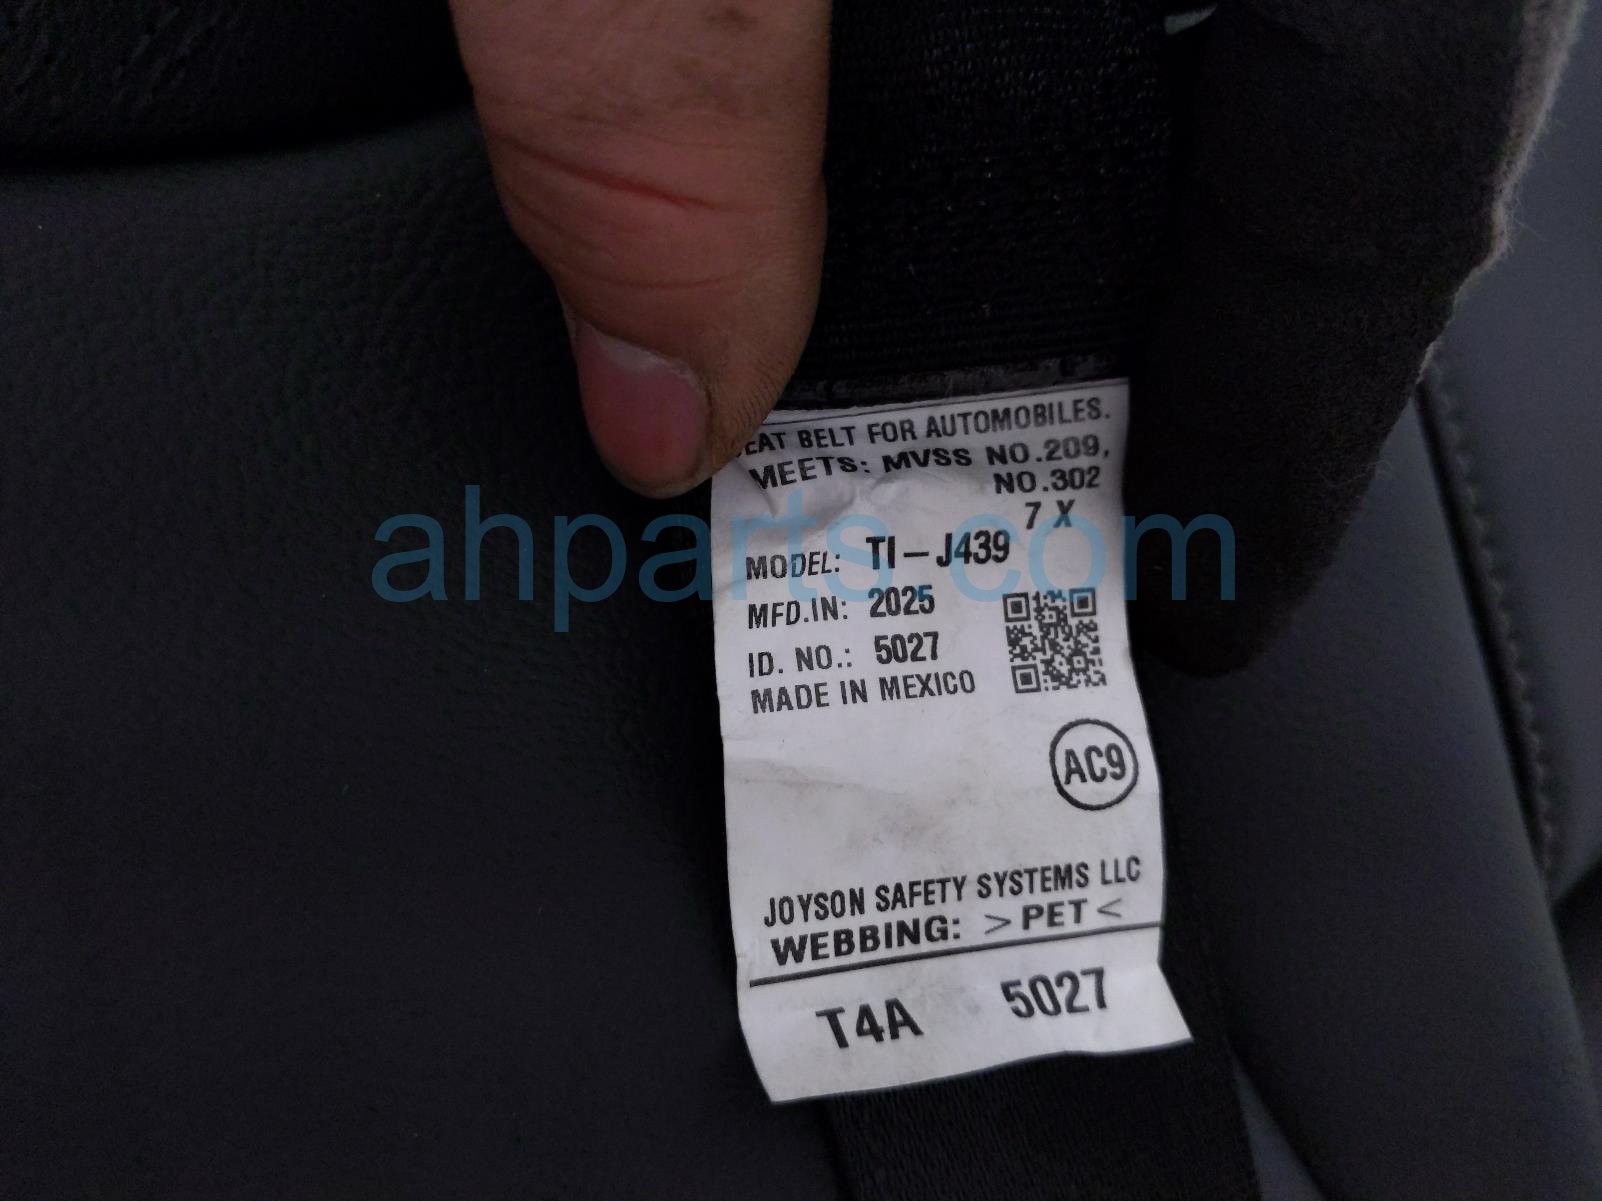 EAT BELT FOR AUTOMOBILES.
MEETS: MVSS NO.209,
NO.302
7 X
MODEL: TI-J439
MFD.IN: 2025
ID. NO.: 5027
MADE IN MEXICO
AC9
JOYSON SAFETY SYSTEMS LLC
WEBBING: >PET<
T4A 5027
ahparts.com